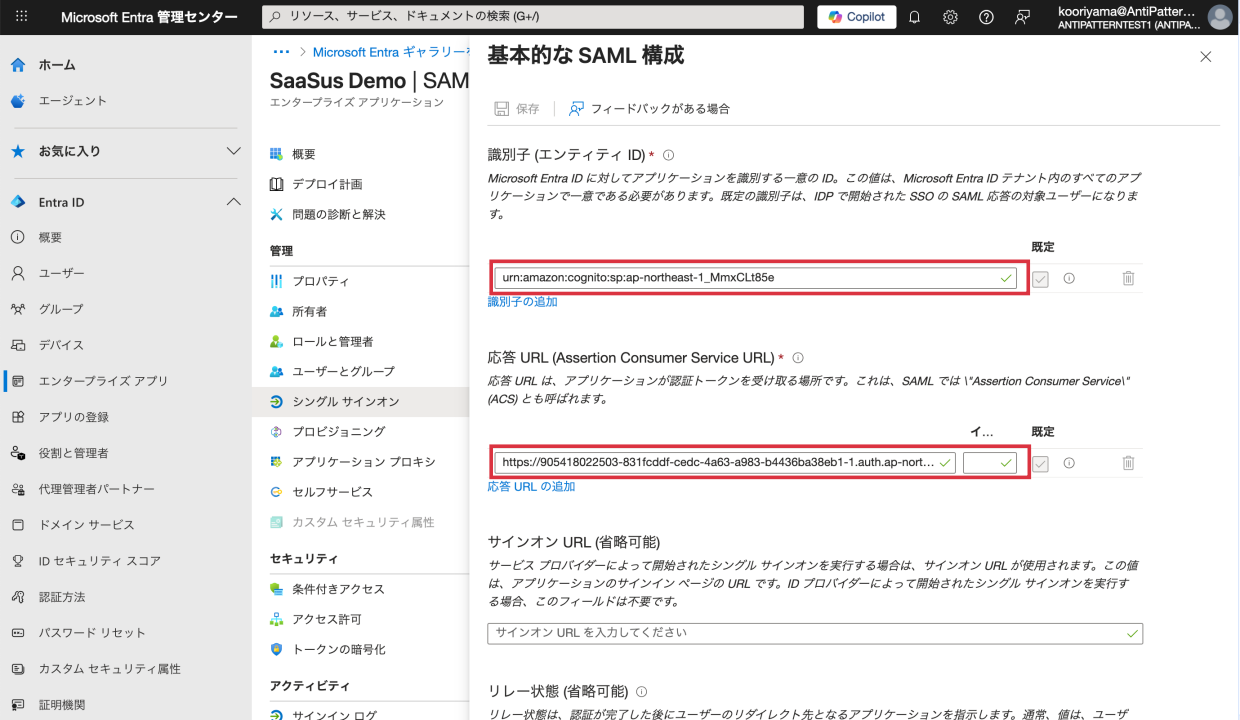 Microsoft Entra 管理センター
リソース、サービス、ドキュメントの検索 (G+/)
Copilot
kooriyama@AntiPatter...
ANTIPATTERNTEST1 (ANTIPA...
ホーム
エージェント
お気に入り
Entra ID
概要
ユーザー
グループ
デバイス
エンタープライズ アプリ
アプリの登録
役割と管理者
代理管理者パートナー
ドメイン サービス
ID セキュリティ スコア
認証方法
パスワード リセット
カスタム セキュリティ属性
証明機関
··· > Microsoft Entra ギャラリーを
SaaSus Demo | SAM
エンタープライズ アプリケーション
概要
デプロイ計画
問題の診断と解決
管理
プロパティ
所有者
ロールと管理者
ユーザーとグループ
シングル サインオン
プロビジョニング
アプリケーション プロキシ
セルフサービス
カスタム セキュリティ属性
セキュリティ
条件付きアクセス
アクセス許可
トークンの暗号化
アクティビティ
サインイン ログ
基本的な SAML 構成
保存
フィードバックがある場合
識別子 (エンティティ ID) *
Microsoft Entra ID に対してアプリケーションを識別する一意の ID。この値は、Microsoft Entra ID テナント内のすべてのアプ
リケーションで一意である必要があります。既定の識別子は、IDP で開始された SSO の SAML 応答の対象ユーザーになりま
す。
既定
urn:amazon:cognito:sp:ap-northeast-1_MmxCLt85e
識別子の追加
応答 URL (Assertion Consumer Service URL) *
応答 URL は、アプリケーションが認証トークンを受け取る場所です。これは、SAML では \"Assertion Consumer Service\"
(ACS) とも呼ばれます。
イ... 既定
https://905418022503-831fcddf-cedc-4a63-a983-b4436ba38eb1-1.auth.ap-nort...
応答 URL の追加
サインオン URL (省略可能)
サービス プロバイダーによって開始されたシングル サインオンを実行する場合は、サインオン URL が使用されます。この値
は、アプリケーションのサインイン ページの URL です。ID プロバイダーによって開始されたシングル サインオンを実行す
る場合、このフィールドは不要です。
サインオン URL を入力してください
リレー状態 (省略可能)
リレー状態は、認証が完了した後にユーザーのリダイレクト先となるアプリケーションを指示します。通常、値は、ユーザ